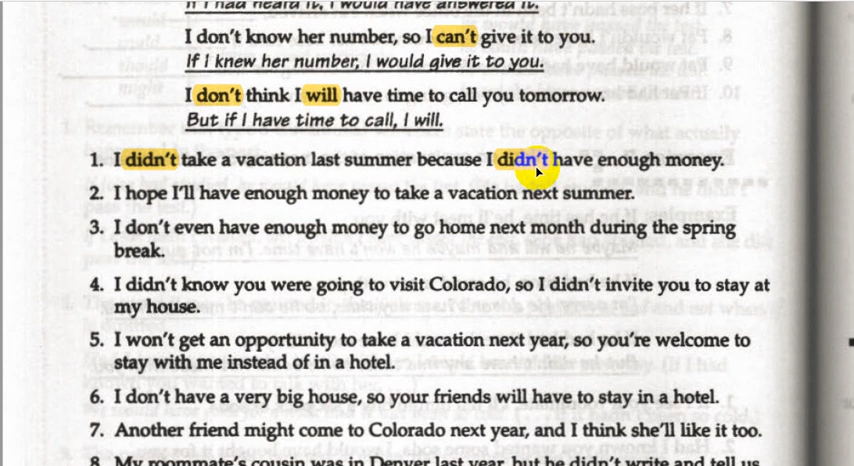 If I had heard it, I would have answered it.
I don't know her number, so I can't give it to you.
If I knew her number, I would give it to you.
I don't think I will have time to call you tomorrow.
But if I have time to call, I will.
1. I didn't take a vacation last summer because I didn't have enough money.
2. I hope I'll have enough money to take a vacation next summer.
3. I don't even have enough money to go home next month during the spring
break.
4. I didn't know you were going to visit Colorado, so I didn't invite you to stay at
my house.
5. I won't get an opportunity to take a vacation next year, so you're welcome to
stay with me instead of in a hotel.
6. I don't have a very big house, so your friends will have to stay in a hotel.
7. Another friend might come to Colorado next year, and I think she'll like it too.
8. My roommate's cousin was in Denver last year, but he didn't write and tell us